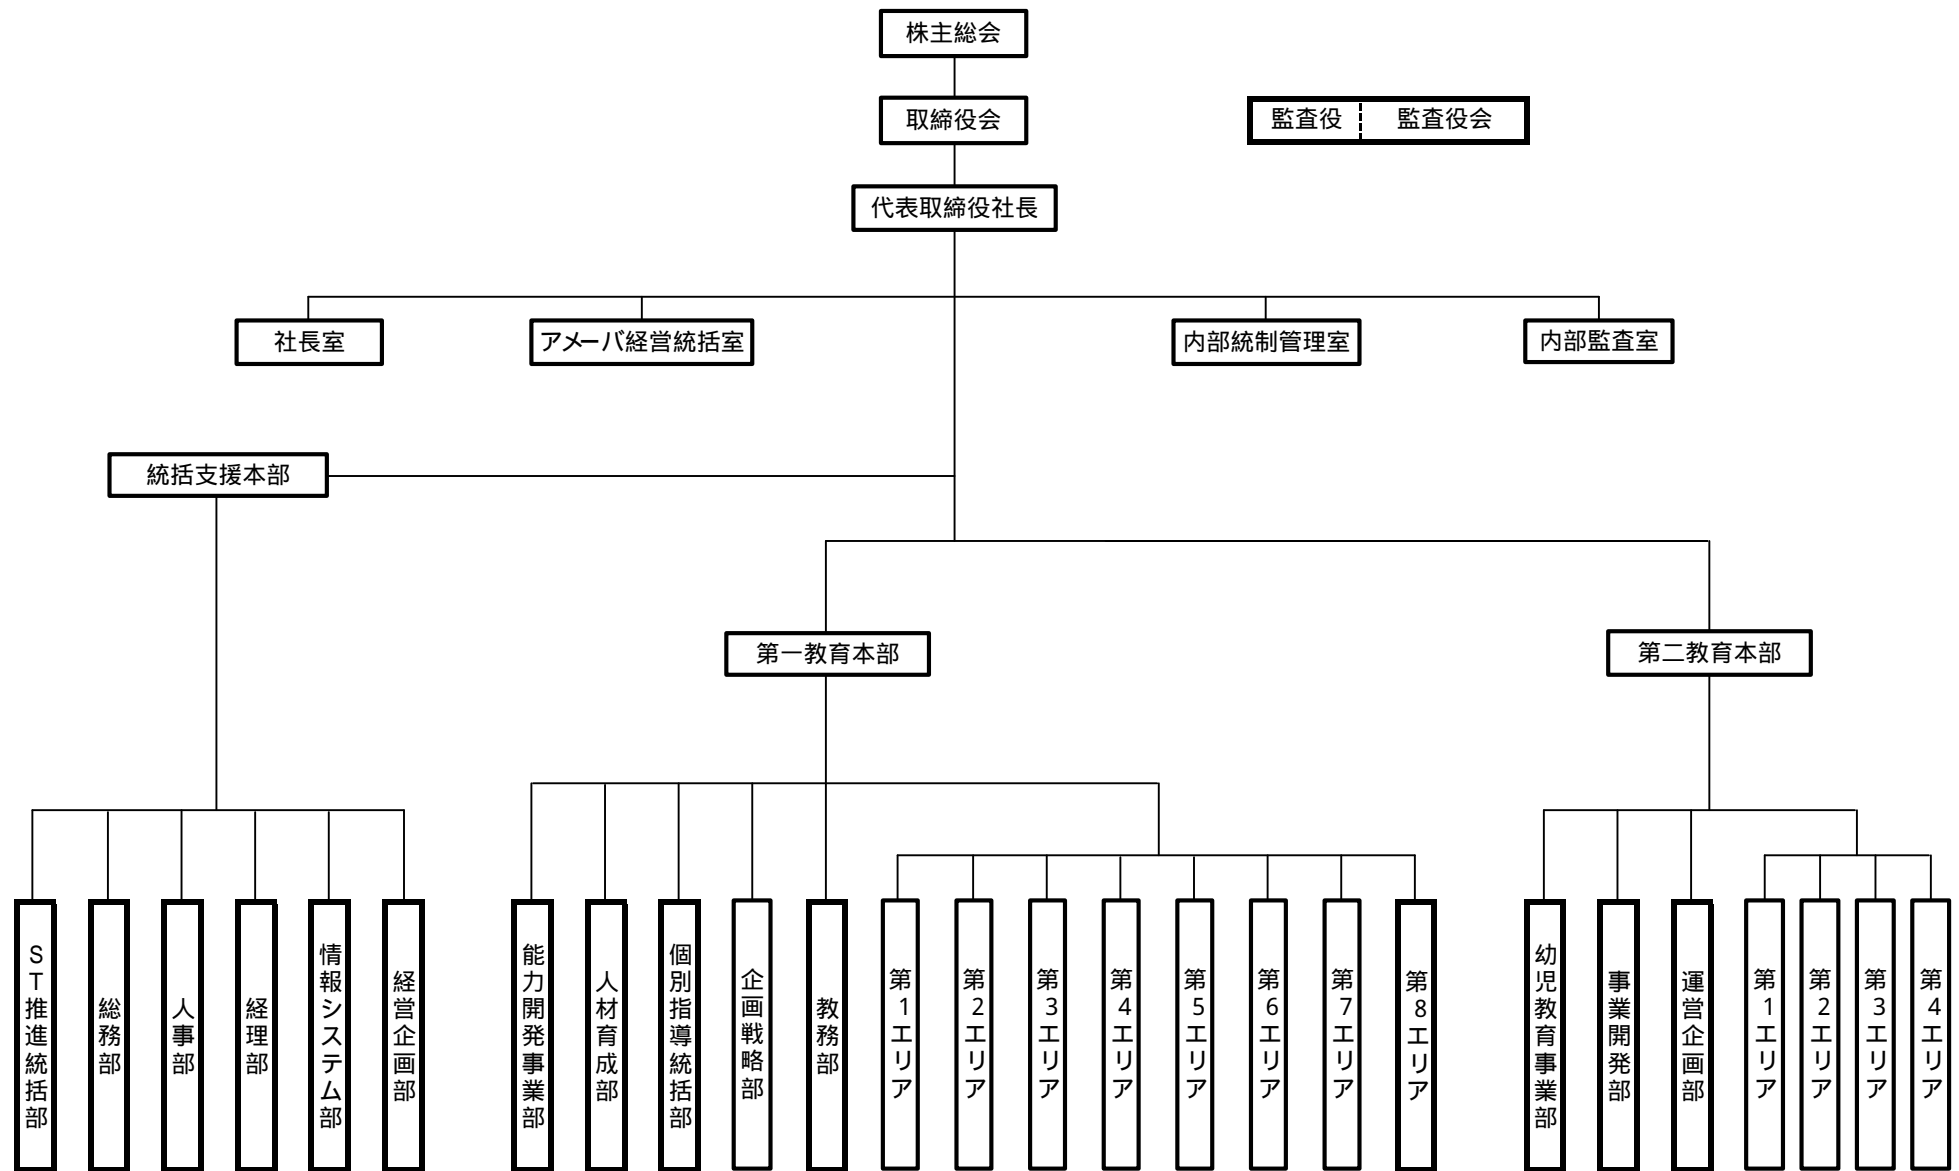 株主総会
取締役会
監査役 監査役会
代表取締役社長
社長室
アメーバ経営統括室
内部統制管理室
内部監査室
統括支援本部
第一教育本部
第二教育本部
ST推進統括部
総務部
人事部
経理部
情報システム部
経営企画部
能力開発事業部
人材育成部
個別指導統括部
企画戦略部
教務部
第1エリア
第2エリア
第3エリア
第4エリア
第5エリア
第6エリア
第7エリア
第8エリア
幼児教育事業部
事業開発部
運営企画部
第1エリア
第2エリア
第3エリア
第4エリア